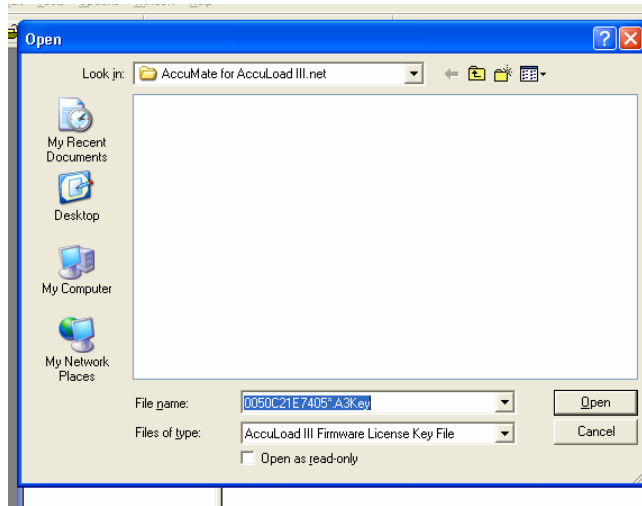 Open
Look in:
AccuMate for AccuLoad III.net
My Recent
Documents
Desktop
My Computer
My Network
Places
File name:
0050C21E7405*.A3Key
Open
Files of type:
AccuLoad III Firmware License Key File
Cancel
Open as read-only